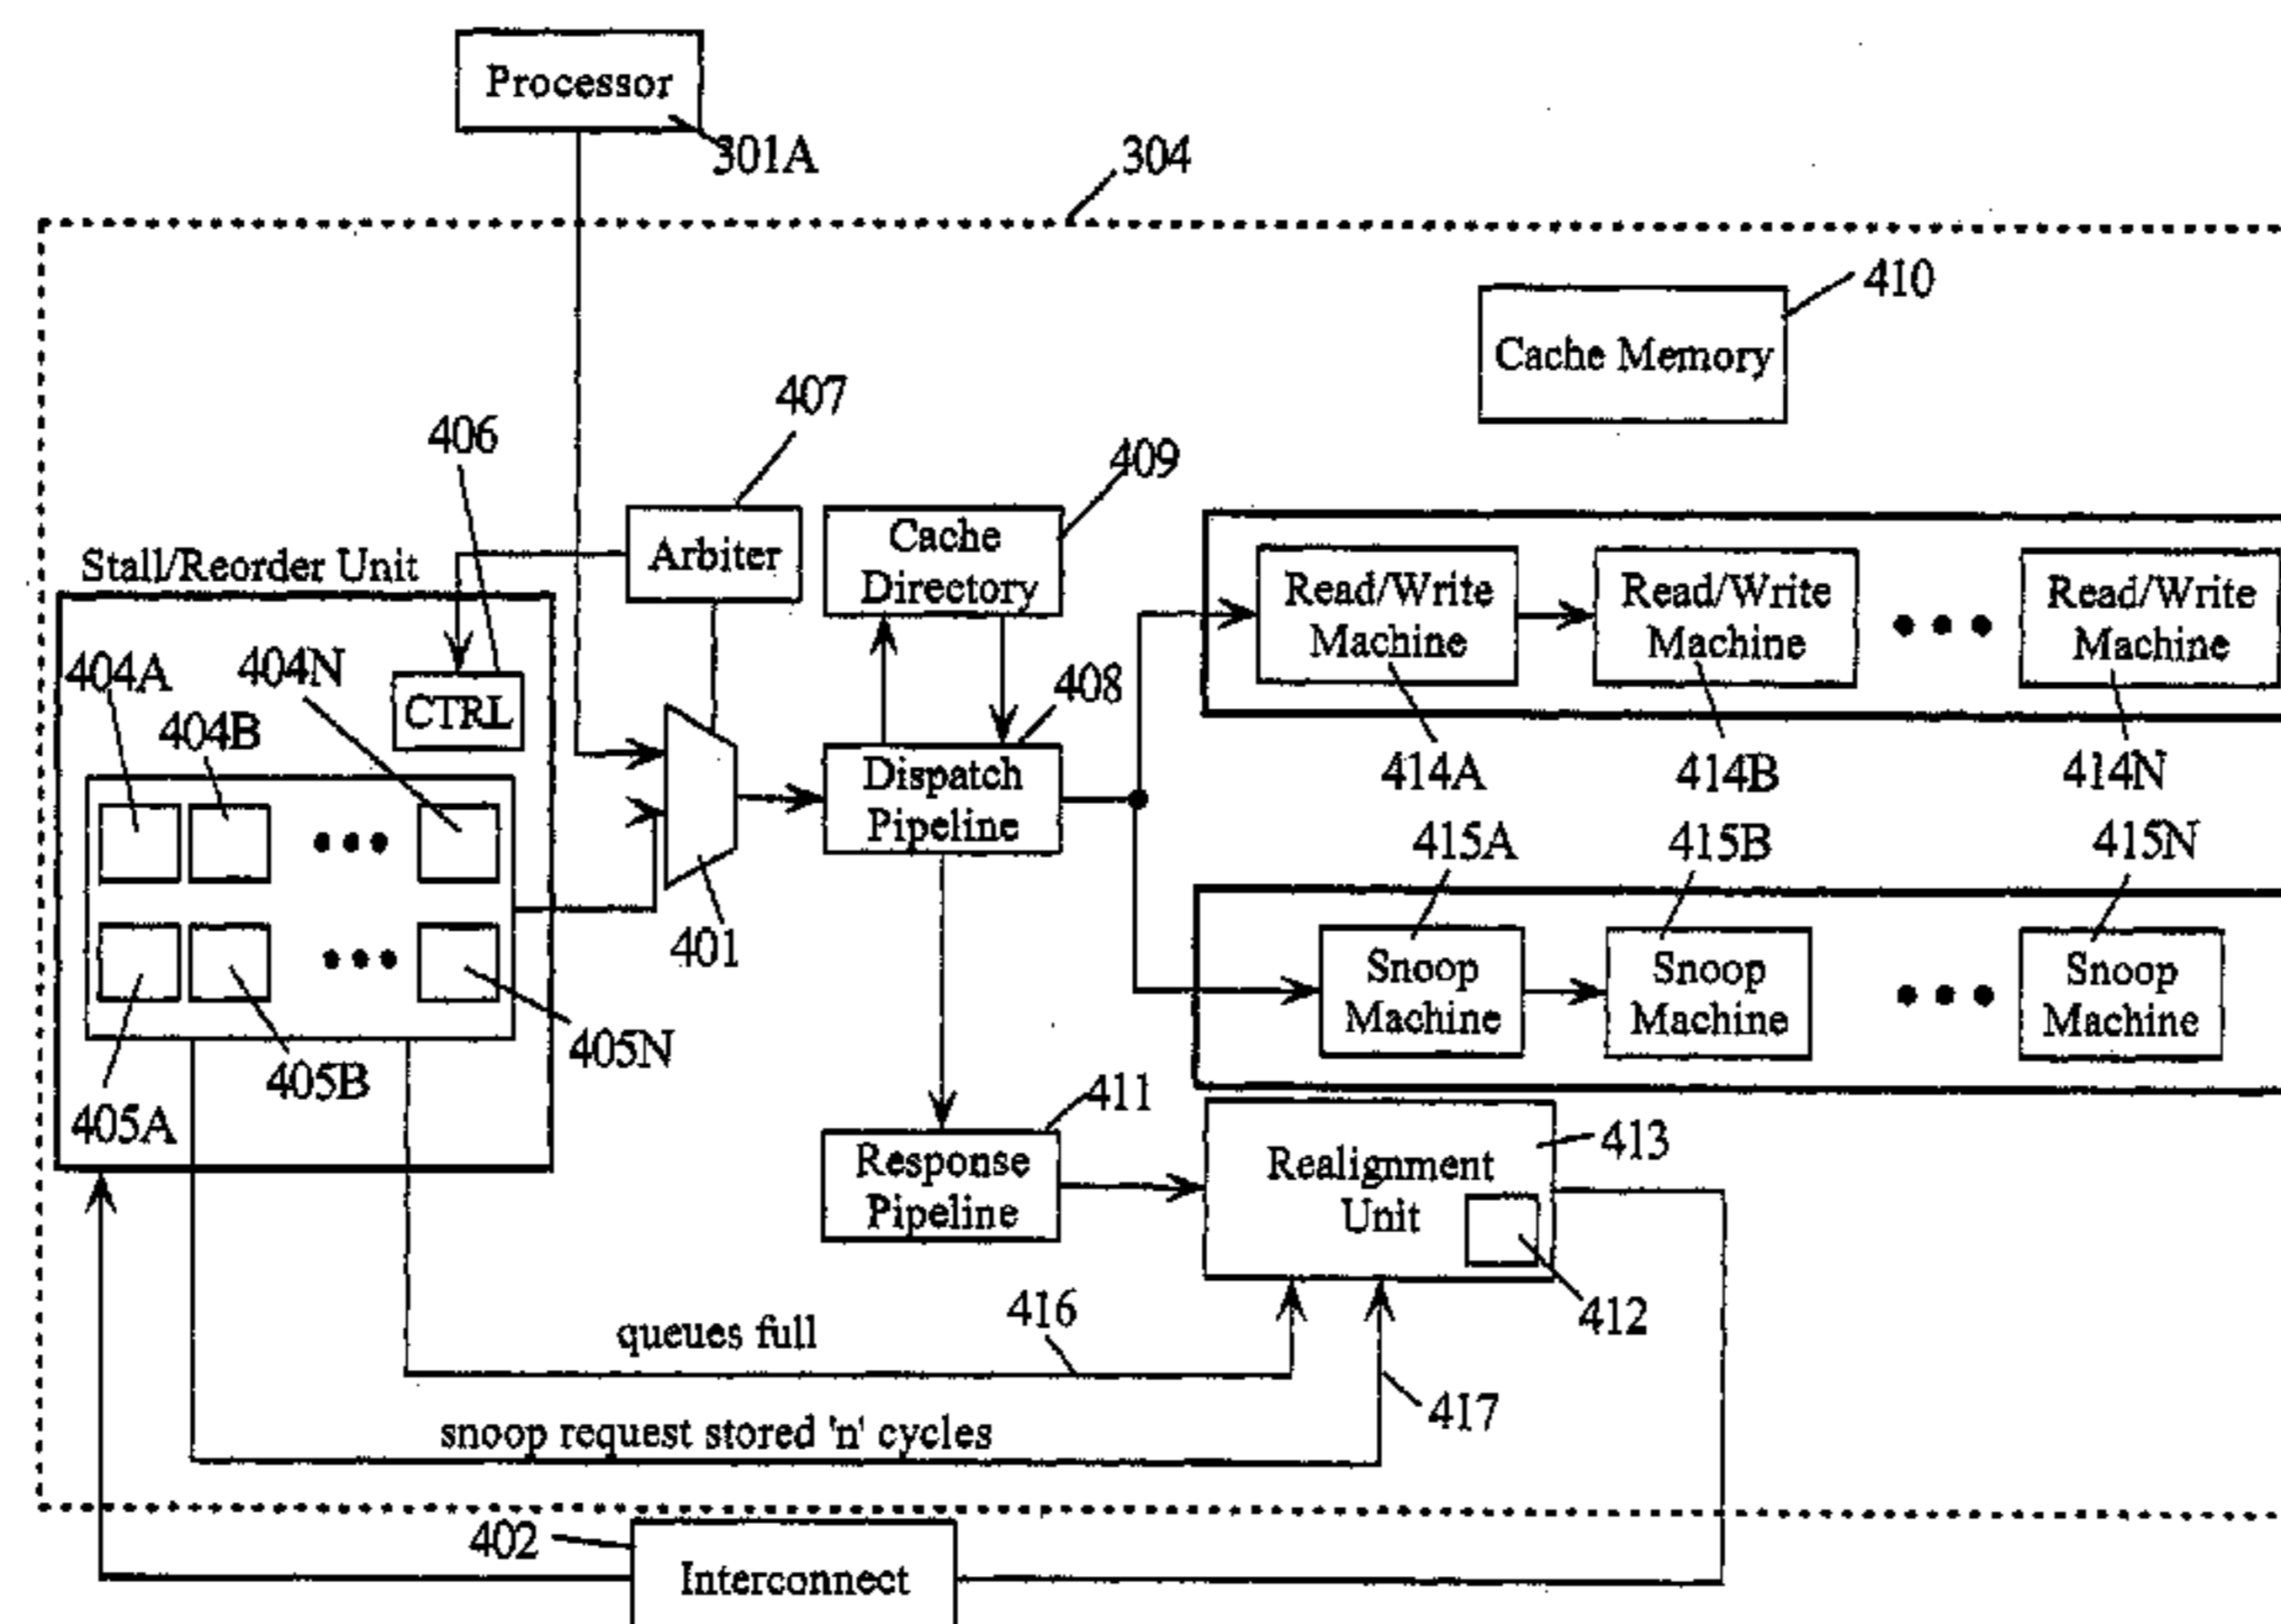 Processor
301A
304
410
Cache Memory
407
406
409
Arbiter
Cache
Directory
Stall/Reorder Unit
Read/Write
Machine
Read/Write
Machine
Read/Write
Machine
404A
404N
CTRL
404B
408
Dispatch
Pipeline
414A
414B
414N
415A
415B
415N
401
Snoop
Machine
Snoop
Machine
Snoop
Machine
405N
405B
405A
411
Response
Pipeline
Realignment
Unit
413
412
416
queues full
417
snoop request stored 'n' cycles
402
Interconnect